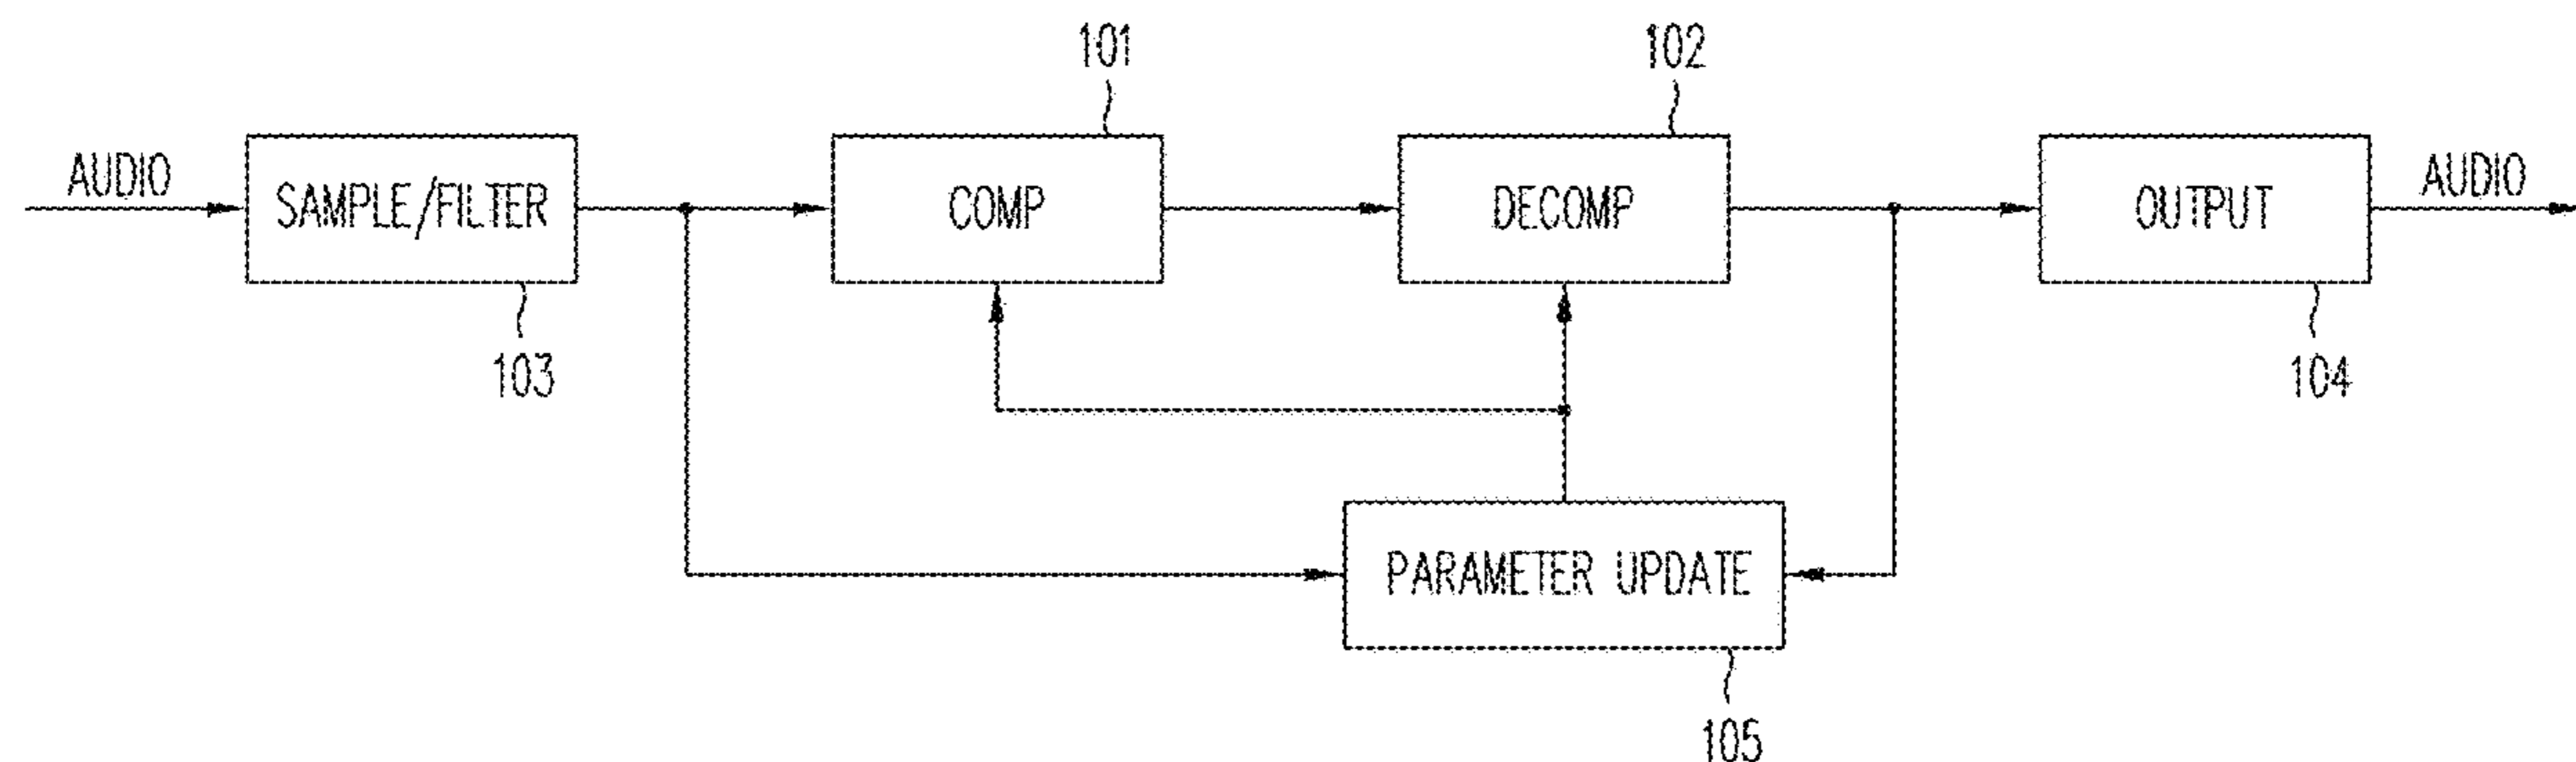 101
102
AUDIO
SAMPLE/FILTER
COMP
DECOMP
OUTPUT
AUDIO
103
104
PARAMETER UPDATE
105